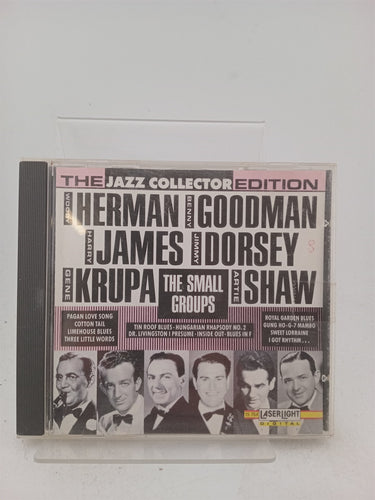 THE JAZZ COLLECTOR EDITION
WOODY HERMAN BENNY GOODMAN
HARRY JAMES JIMMY DORSEY
GENE KRUPA THE SMALL GROUPS ARTIE SHAW
PAGAN LOVE SONG
COTTON TAIL
LIMEHOUSE BLUES
THREE LITTLE WORDS
TIN ROOF BLUES · HUNGARIAN RHAPSODY NO. 2
DR. LIVINGSTON I PRESUME · INSIDE OUT · BLUES IN F
ROYAL GARDEN BLUES
GUNG HO · G-7 MAMBO
SWEET LORRAINE
I GOT RHYTHM . . .
LASERLIGHT
DIGITAL